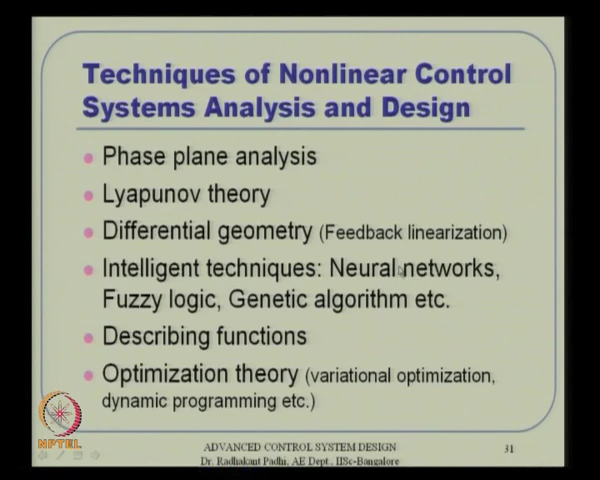 Techniques of Nonlinear Control
Systems Analysis and Design
Phase plane analysis
Lyapunov theory
Differential geometry (Feedback linearization)
Intelligent techniques: Neural networks,
Fuzzy logic, Genetic algorithm etc.
Describing functions
Optimization theory (variational optimization,
dynamic programming etc.)
NPTEL
ADVANCED CONTROL SYSTEM DESIGN
Dr. Radhakant Padhi, AE Dept., IISc-Bangalore
31